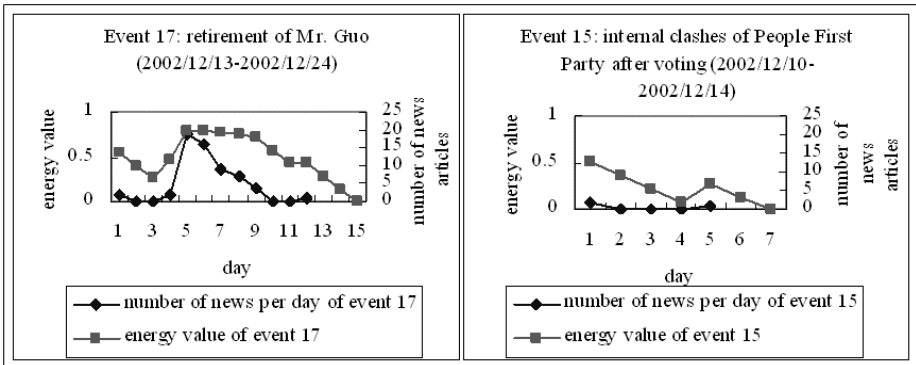 Event 17: retirement of Mr. Guo
(2002/12/13-2002/12/24)
1
0.5
0
energy value
25
20
15
10
5
0
number of news
articles
1 3 5 7 9 11 13 15
day
number of news per day of event 17
energy value of event 17
Event 15: internal clashes of People First
Party after voting (2002/12/10-
2002/12/14)
1
0.5
0
energy value
25
20
15
10
5
0
number of
news
articles
1 2 3 4 5 6 7
day
number of news per day of event 15
energy value of event 15